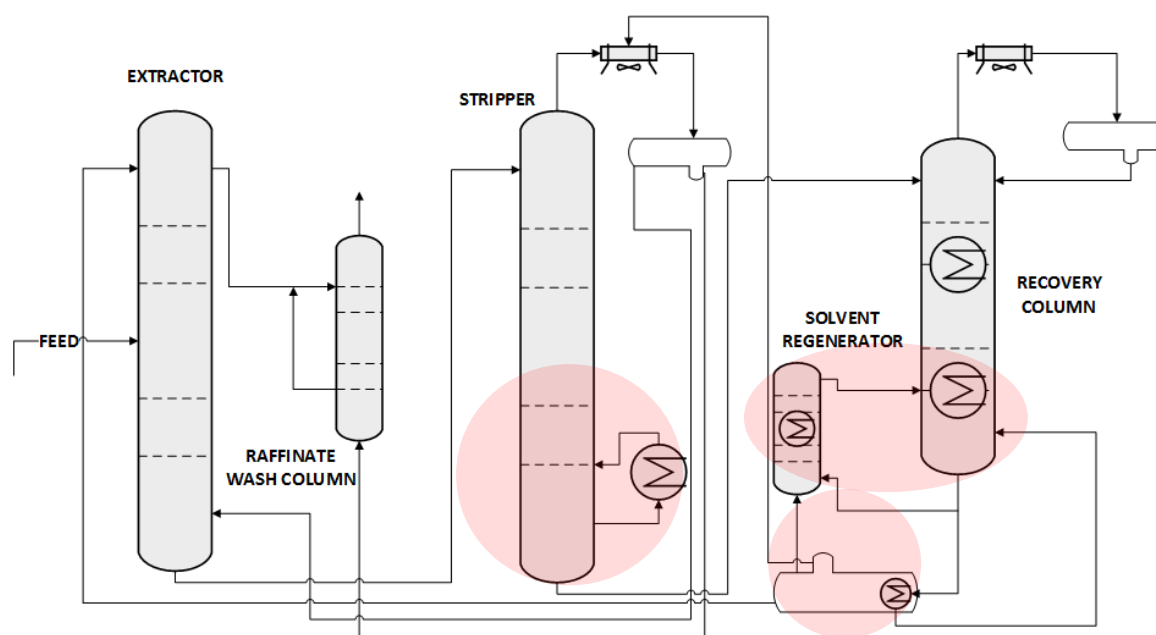 EXTRACTOR
STRIPPER
FEED
RAFFINATE
WASH COLUMN
SOLVENT
REGENERATOR
RECOVERY
COLUMN